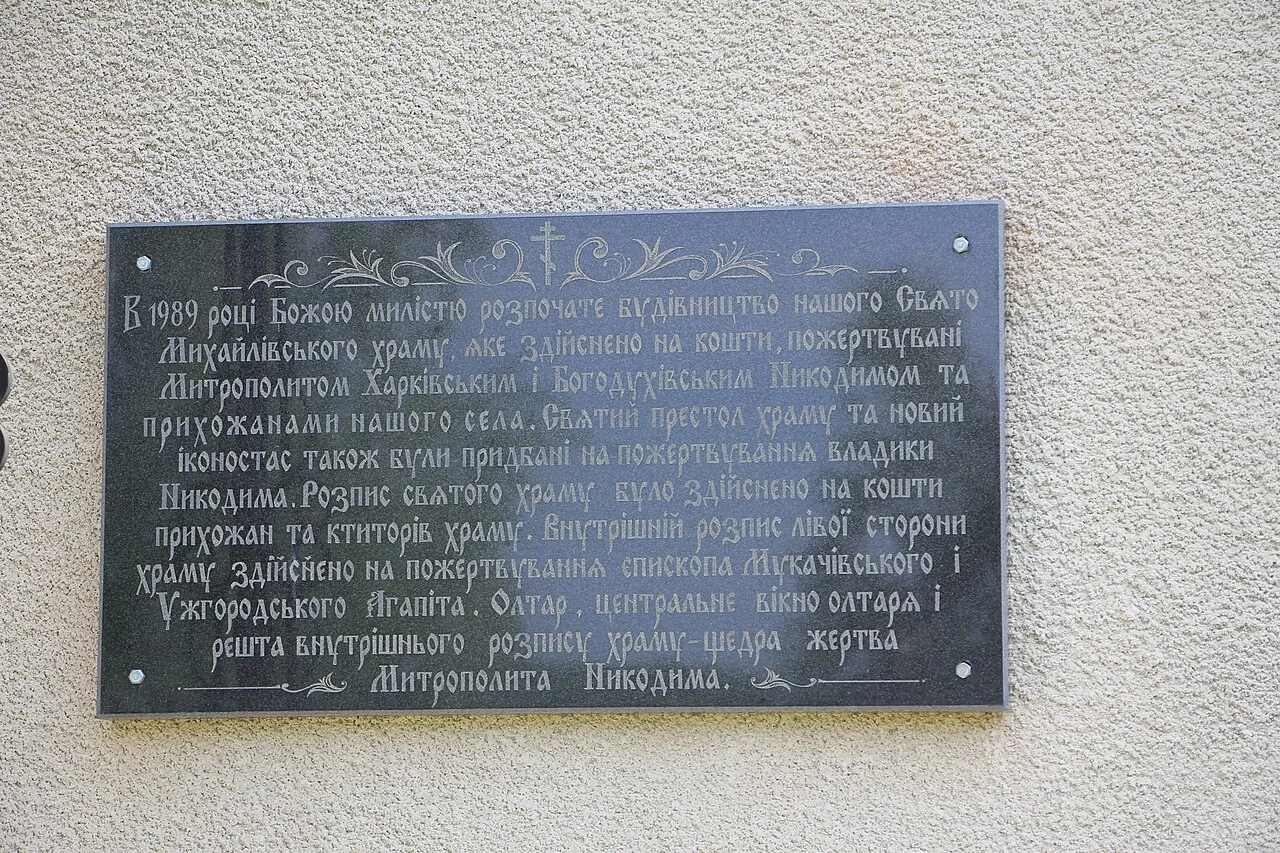 В 1989 році Божою милістю розпочате будівництво нашого Свято
Михайлівського храму, яке здійснено на кошти, пожертвувані
Митрополитом Харківським і Богодухівським Никодимом та
прихожанами нашого села. Святий престол храму та новий
іконостас також були придбані на пожертвування владики
Никодима. Розпис святого храму було здійснено на кошти
прихожан та ктиторів храму. Внутрішній розпис лівої сторони
храму здійснено на пожертвування єпископа Мукачівського і
Ужгородського Агапіта. Олтар, центральне вікно олтаря і
решта внутрішнього розпису храму-щедра жертва
Митрополита Никодима.